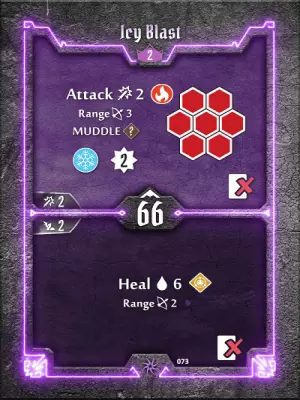 Icy Blast
2
Attack 2
Range 3
MUDDLE ?
2
2
66
2
Heal 6
Range 2
073